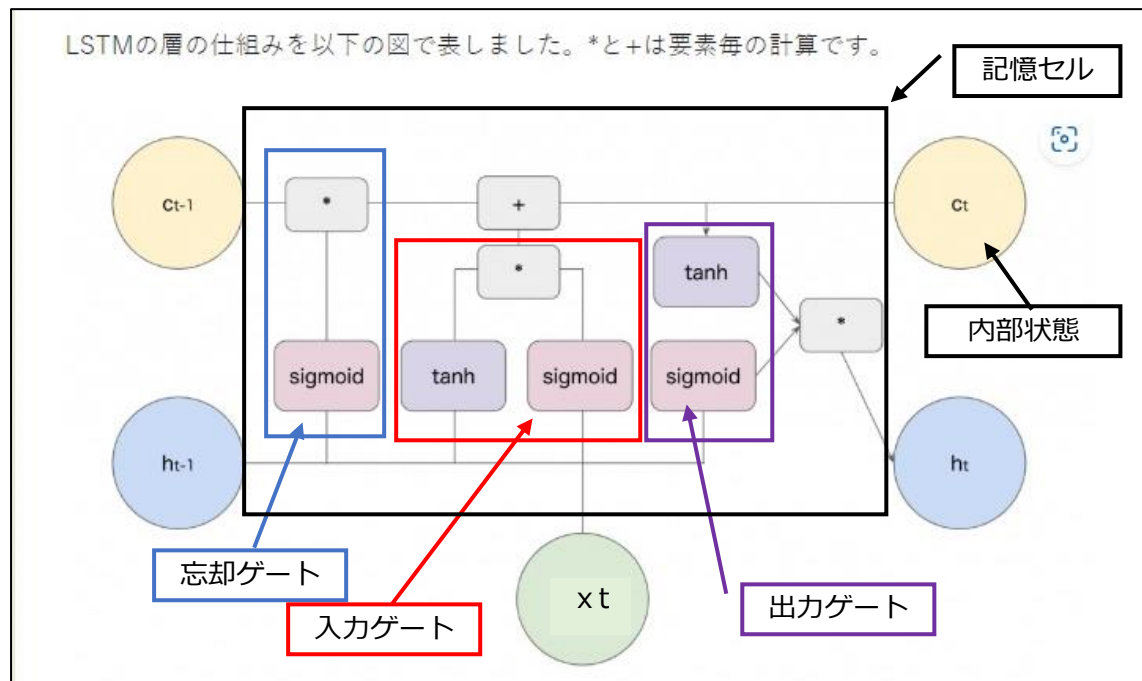 LSTMの層の仕組みを以下の図で表しました。*と+は要素毎の計算です。
記憶セル
ct-1
*
+
ct
tanh
*
*
内部状態
sigmoid
tanh
sigmoid
sigmoid
ht-1
ht
忘却ゲート
xt
出力ゲート
入力ゲート